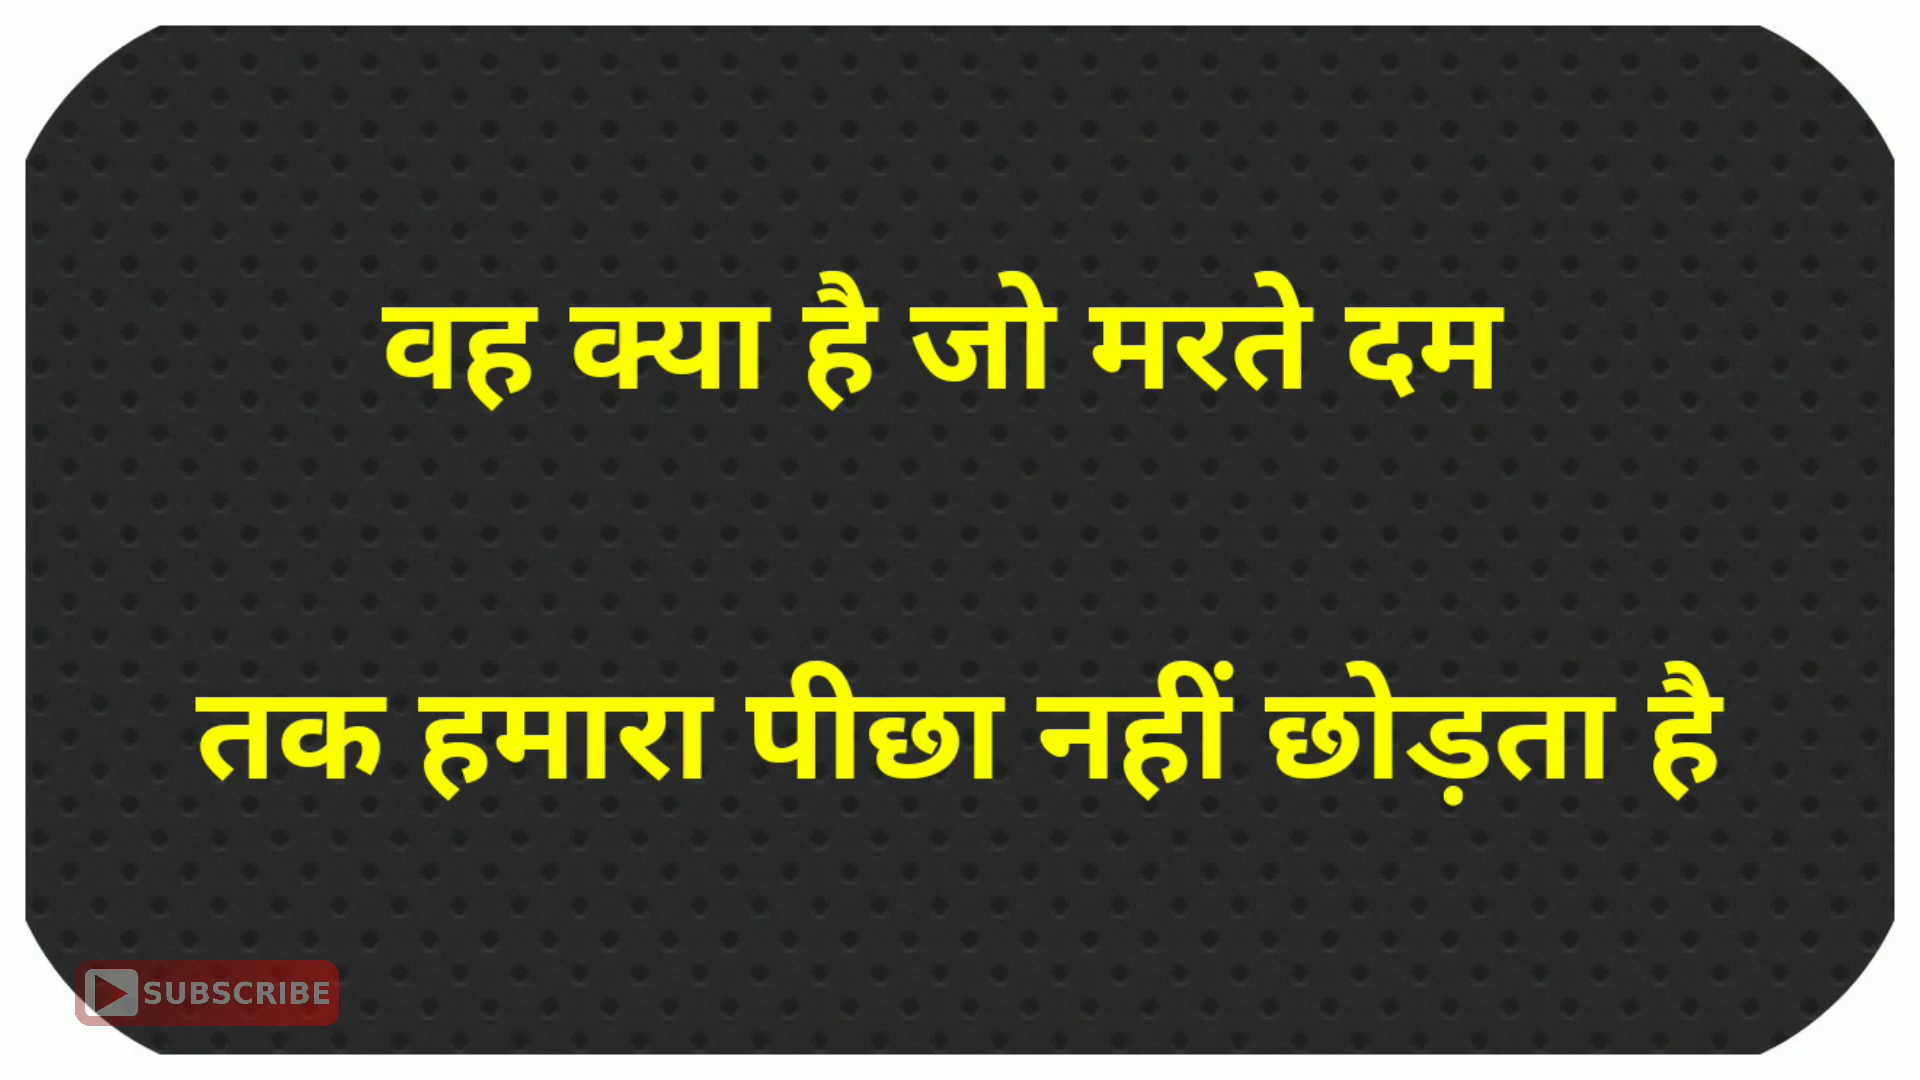 वह क्या है जो मरते दम
तक हमारा पीछा नहीं छोड़ता है
SUBSCRIBE